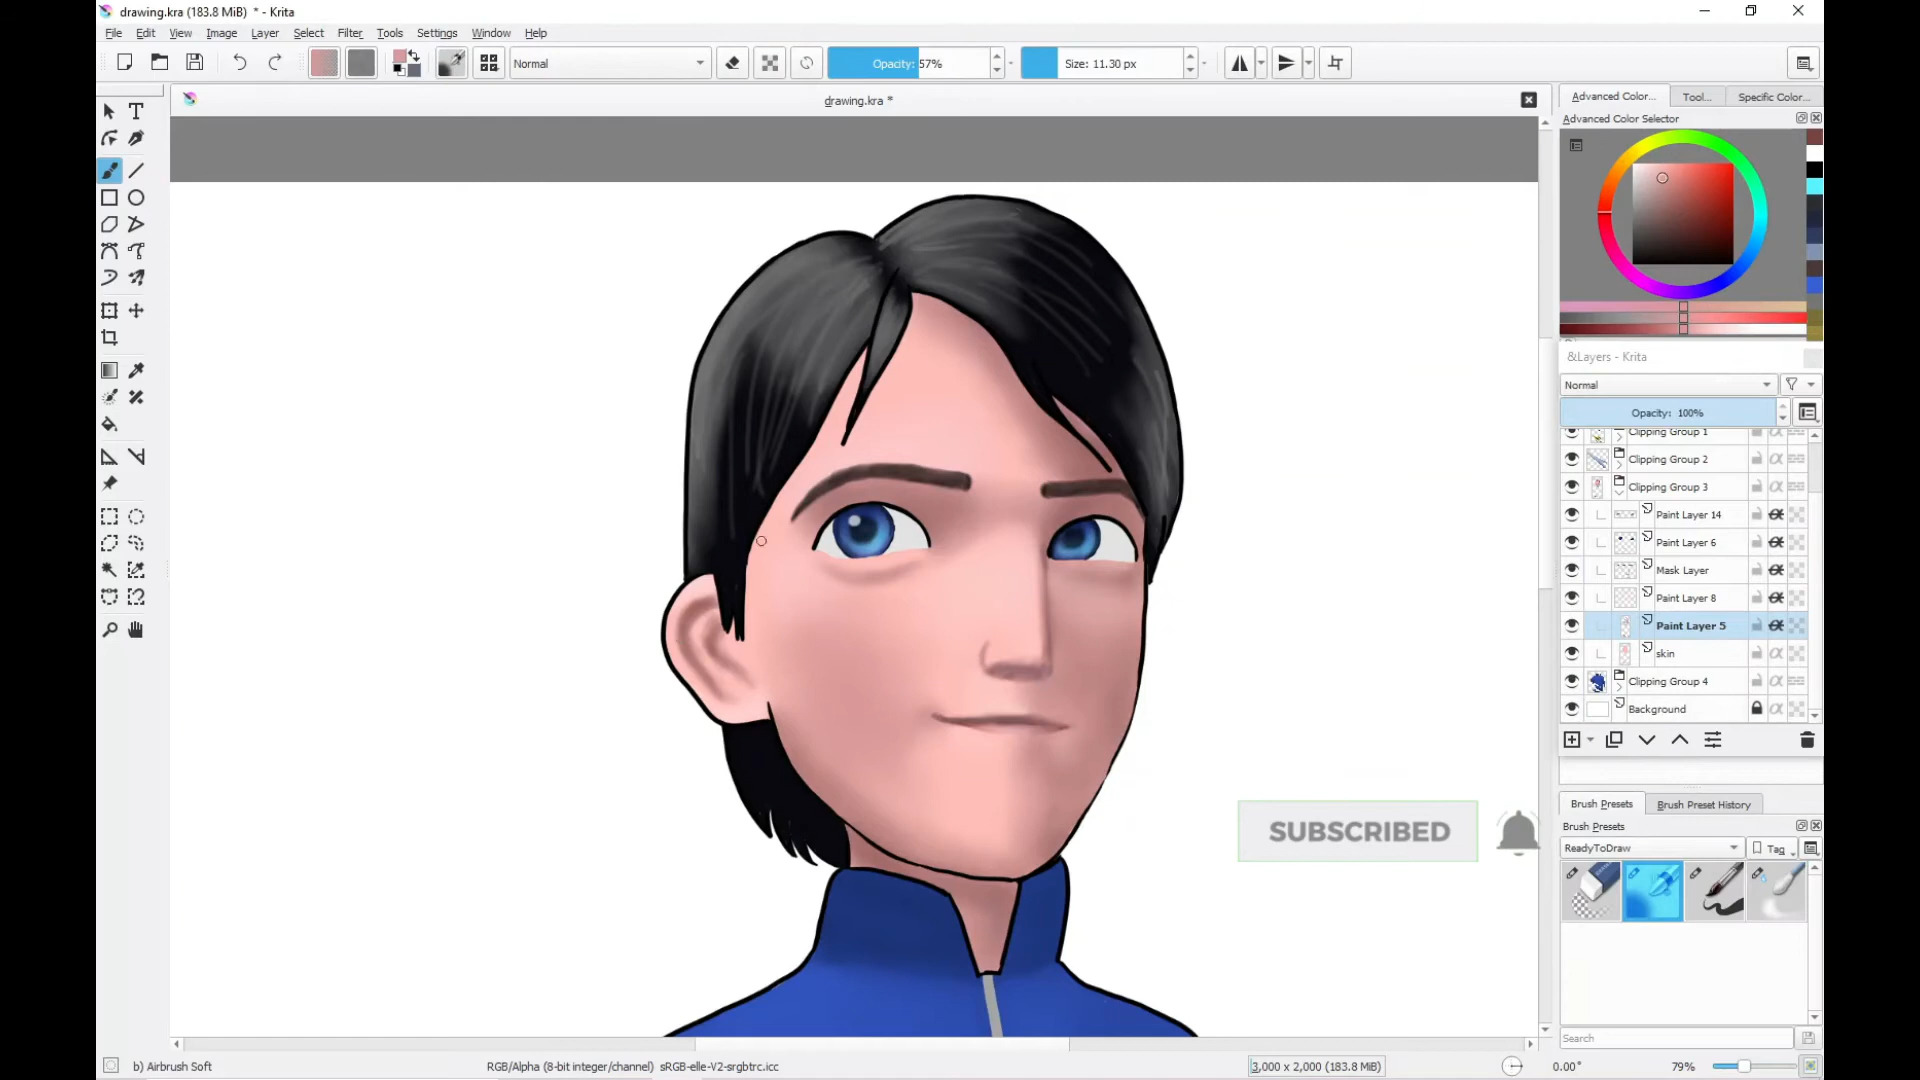 drawing.kra (183.8 MiB) * - Krita
File Edit View Image Layer Select Filter Tools Settings Window Help
Normal Opacity: 57% Size: 11.30 px
drawing.kra *
Advanced Color... Tool... Specific Color...
Advanced Color Selector
&Layers - Krita
Normal
Opacity: 100%
Clipping Group 1
Clipping Group 2
Clipping Group 3
Paint Layer 14
Paint Layer 6
Mask Layer
Paint Layer 8
Paint Layer 5
skin
Clipping Group 4
Background
SUBSCRIBED
Brush Presets Brush Preset History
Brush Presets
ReadyToDraw Tag
Search
b) Airbrush Soft RGB/Alpha (8-bit integer/channel) sRGB-elle-V2-srgbtrc.icc 3,000 x 2,000 (183.8 MiB) 0.00° 79%